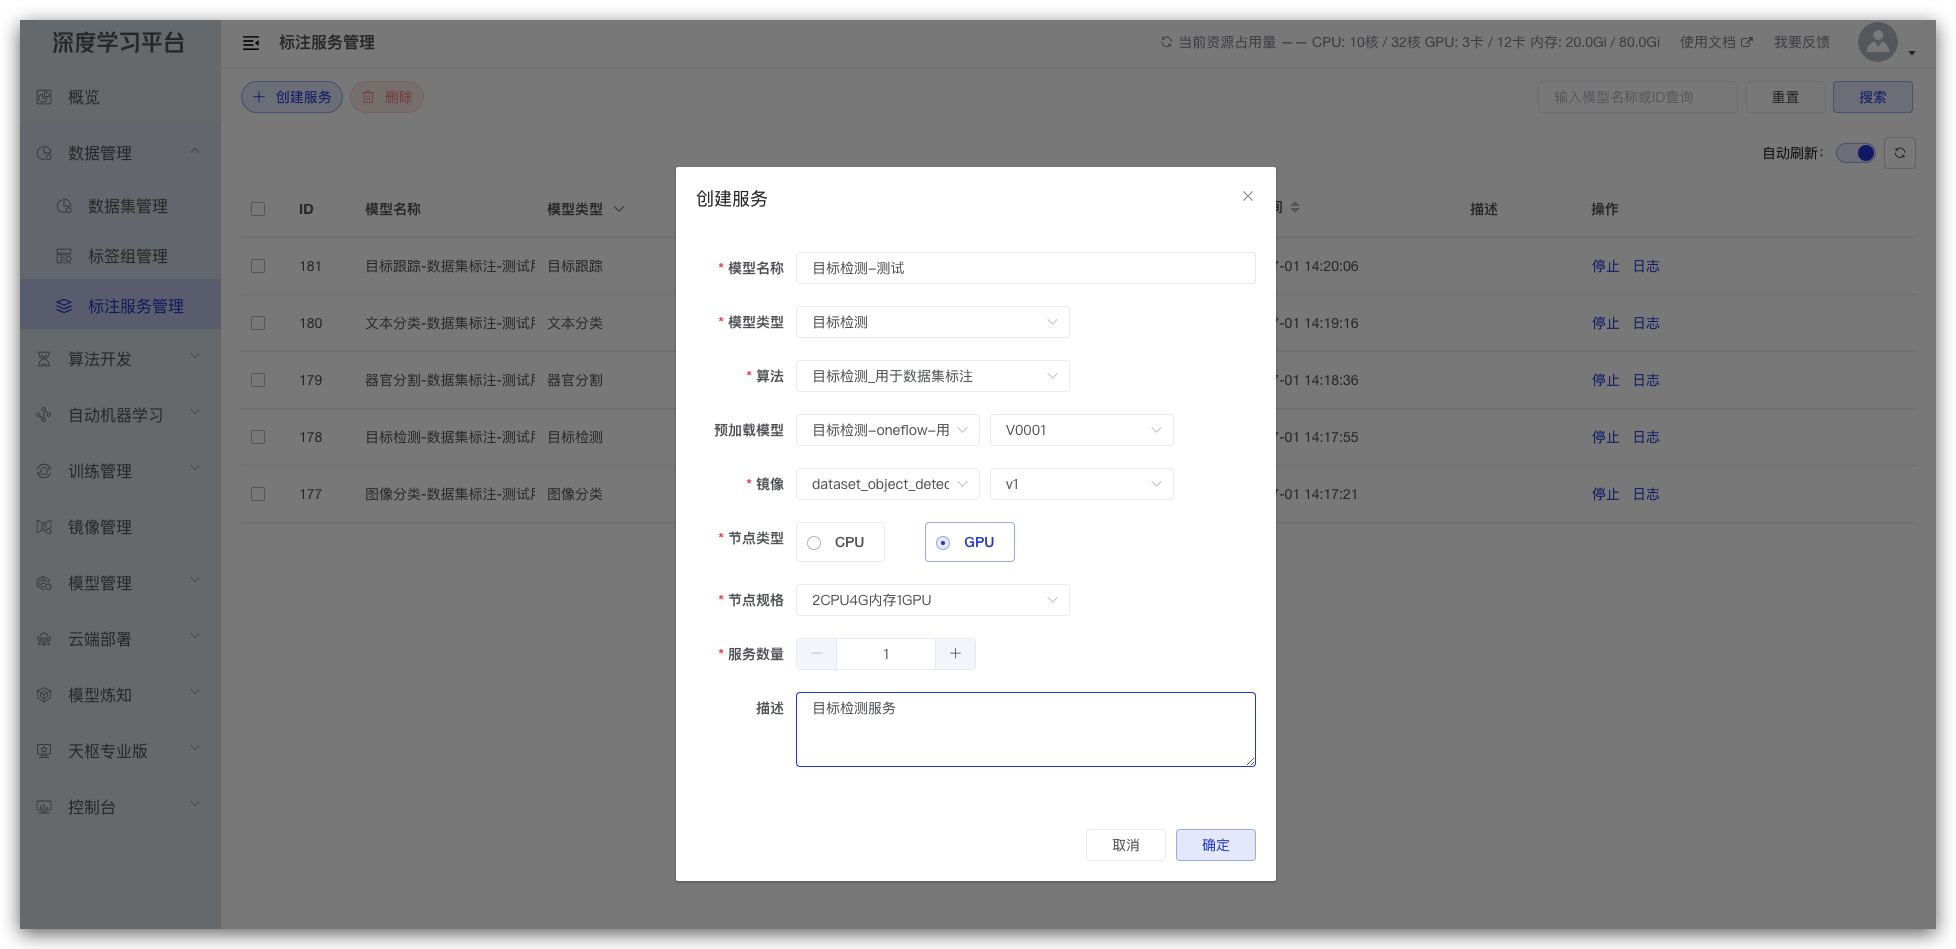 深度学习平台
标注服务管理
当前资源占用量 —— CPU: 10核 / 32核 GPU: 3卡 / 12卡 内存: 20.0Gi / 80.0Gi
使用文档
我要反馈
概览
数据管理
数据集管理
标签组管理
标注服务管理
算法开发
自动机器学习
训练管理
镜像管理
模型管理
云端部署
模型炼知
天枢专业版
控制台
创建服务
删除
输入模型名称或ID查询
重置
搜索
自动刷新:
ID 模型名称 模型类型 描述 操作
181 目标跟踪-数据集标注-测试 目标跟踪 -01 14:20:06 停止 日志
180 文本分类-数据集标注-测试 文本分类 -01 14:19:16 停止 日志
179 器官分割-数据集标注-测试 器官分割 -01 14:18:36 停止 日志
178 目标检测-数据集标注-测试 目标检测 -01 14:17:55 停止 日志
177 图像分类-数据集标注-测试 图像分类 -01 14:17:21 停止 日志
创建服务
* 模型名称 目标检测-测试
* 模型类型 目标检测
* 算法 目标检测_用于数据集标注
预加载模型 目标检测-oneflow-用 V0001
* 镜像 dataset_object_detec v1
* 节点类型 CPU GPU
* 节点规格 2CPU4G内存1GPU
* 服务数量 1
描述 目标检测服务
取消 确定